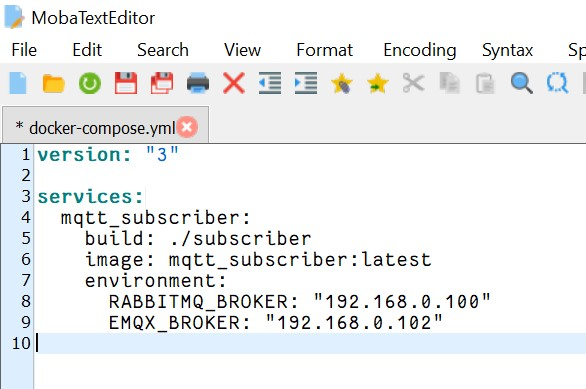 MobaTextEditor
File Edit Search View Format Encoding Syntax Sp
* docker-compose.yml
1 version: "3"
2
3 services:
4 mqtt_subscriber:
5 build: ./subscriber
6 image: mqtt_subscriber:latest
7 environment:
8 RABBITMQ_BROKER: "192.168.0.100"
9 EMQX_BROKER: "192.168.0.102"
10